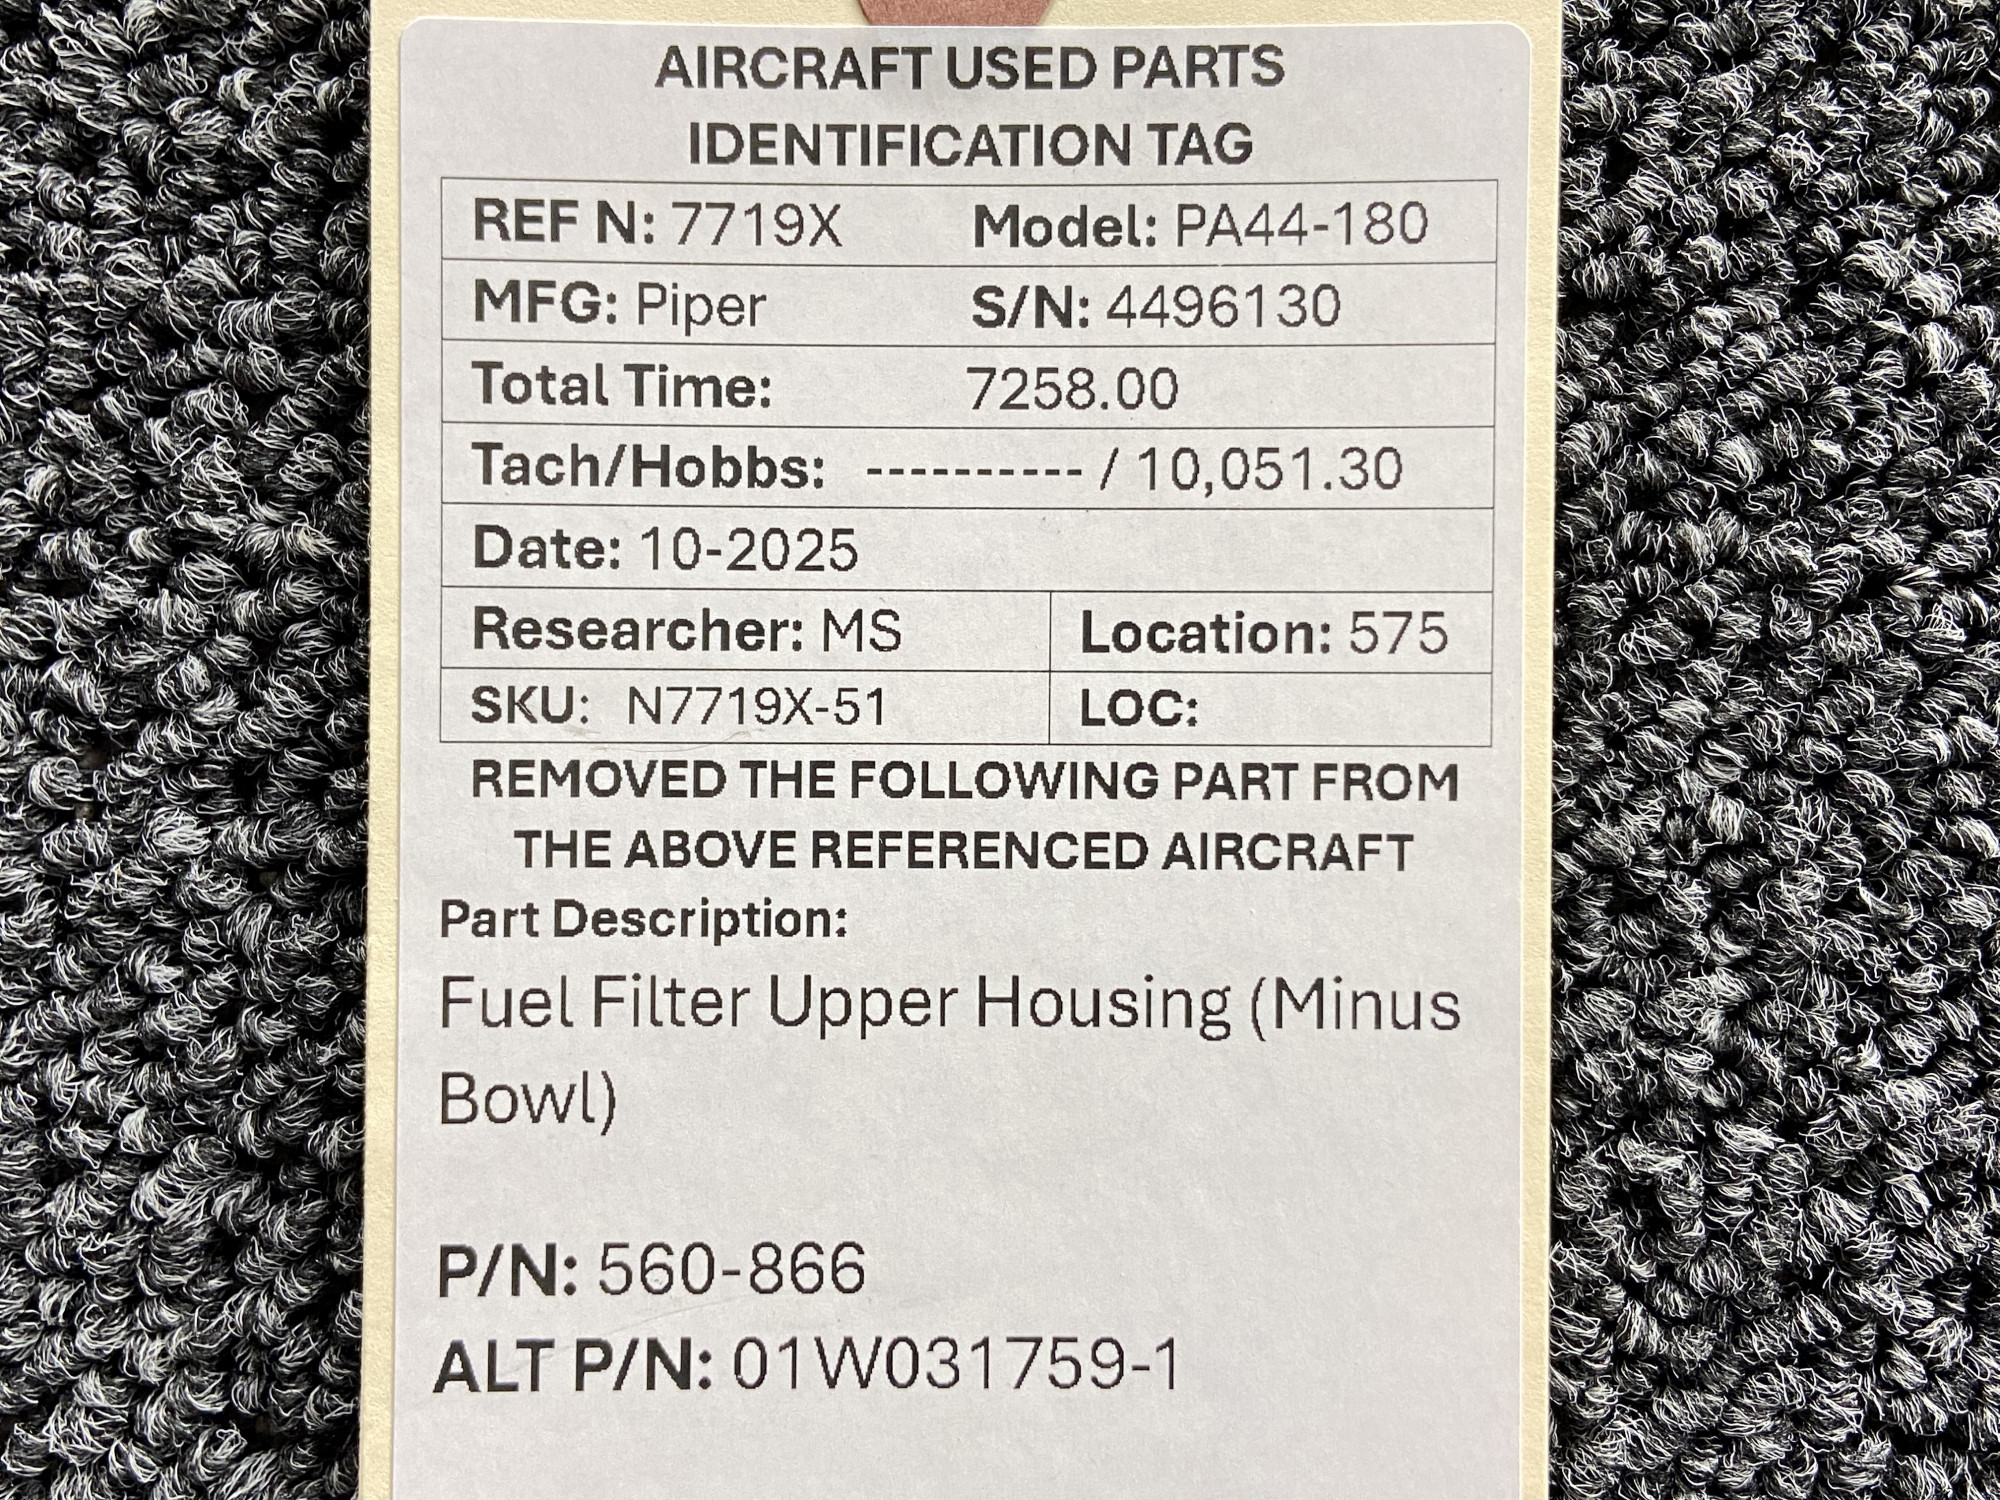 AIRCRAFT USED PARTS
IDENTIFICATION TAG
REF N: 7719X Model: PA44-180
MFG: Piper S/N: 4496130
Total Time: 7258.00
Tach/Hobbs: ---------- / 10,051.30
Date: 10-2025
Researcher: MS Location: 575
SKU: N7719X-51 LOC:
REMOVED THE FOLLOWING PART FROM
THE ABOVE REFERENCED AIRCRAFT
Part Description:
Fuel Filter Upper Housing (Minus
Bowl)
P/N: 560-866
ALT P/N: 01W031759-1